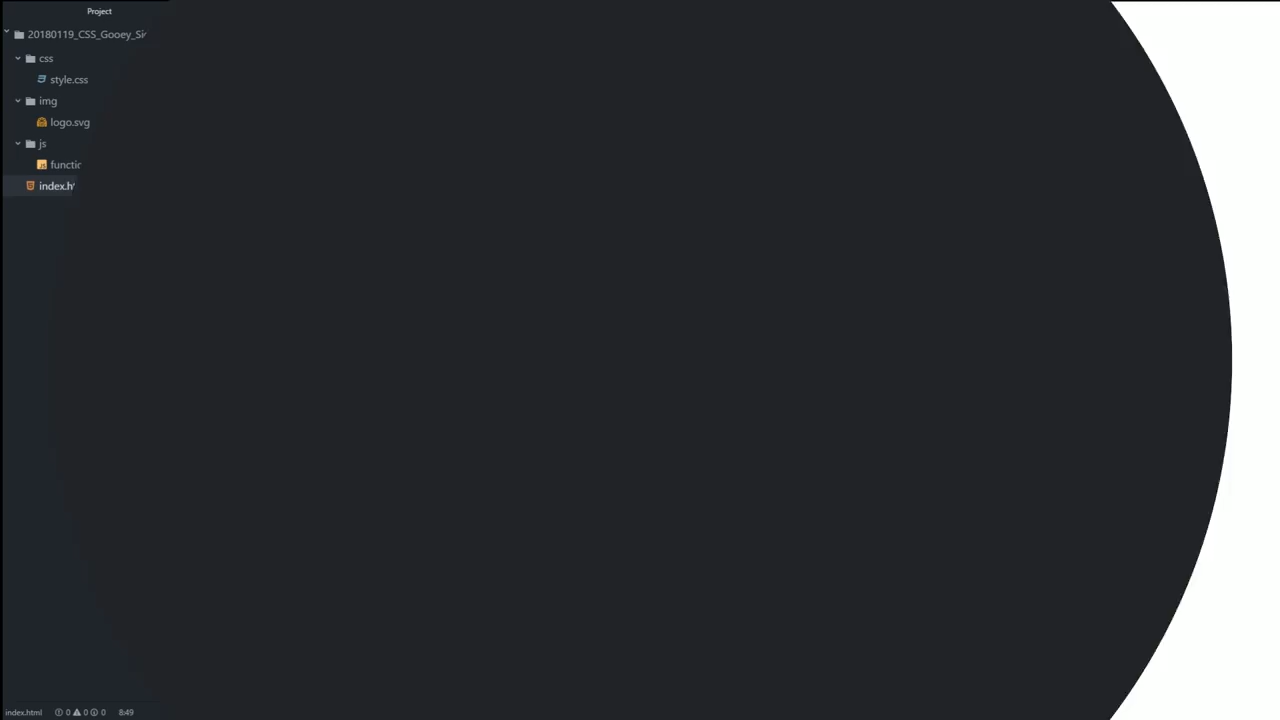 Project
20180119_CSS_Gooey_Si
css
style.css
img
logo.svg
js
functic
index.h
index.html 0 0 0 8:49